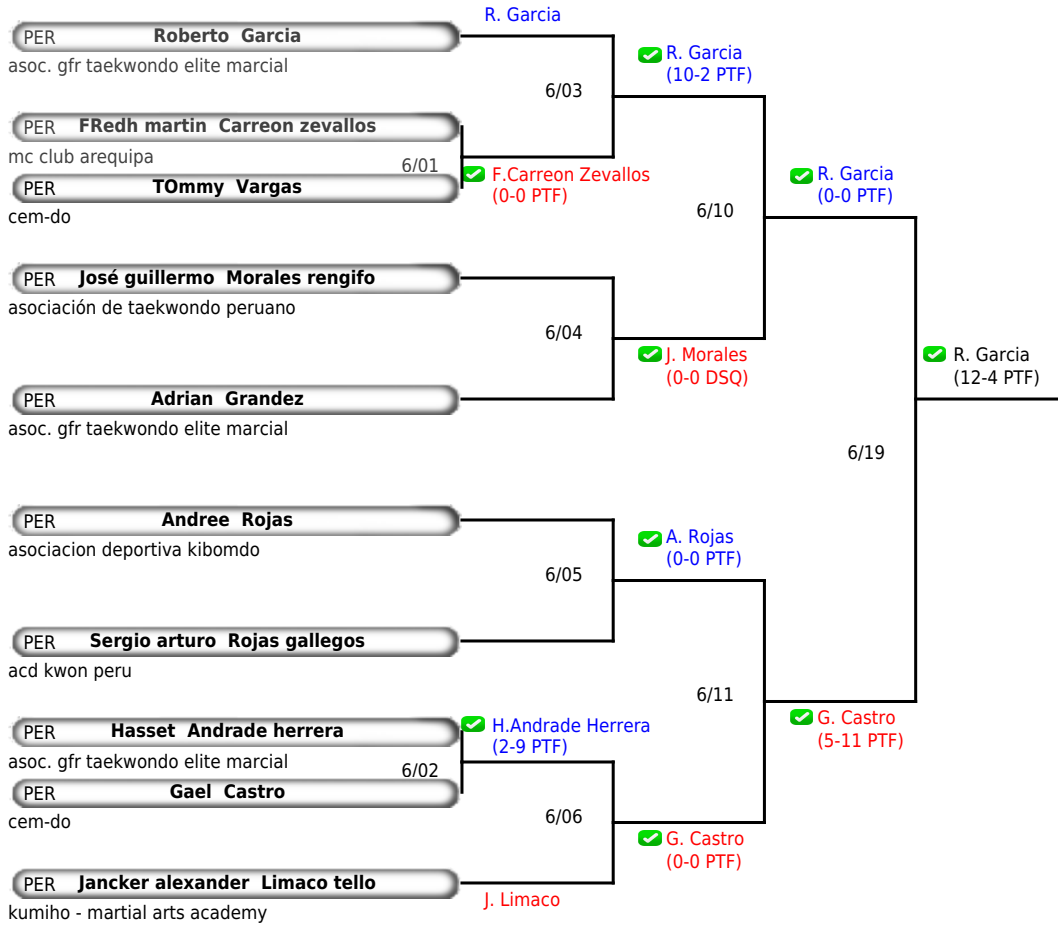 R. Garcia
PER Roberto Garcia
asoc. gfr taekwondo elite marcial
R. Garcia
(10-2 PTF)
6/03
PER FRedh martin Carreon zevallos
mc club arequipa
6/01
F.Carreon Zevallos
(0-0 PTF)
PER TOmmy Vargas
cem-do
R. Garcia
(0-0 PTF)
6/10
PER José guillermo Morales rengifo
asociación de taekwondo peruano
6/04
J. Morales
(0-0 DSQ)
R. Garcia
(12-4 PTF)
PER Adrian Grandez
asoc. gfr taekwondo elite marcial
6/19
PER Andree Rojas
asociacion deportiva kibomdo
A. Rojas
(0-0 PTF)
6/05
PER Sergio arturo Rojas gallegos
acd kwon peru
6/11
G. Castro
(5-11 PTF)
PER Hasset Andrade herrera
asoc. gfr taekwondo elite marcial
H.Andrade Herrera
(2-9 PTF)
6/02
PER Gael Castro
cem-do
6/06
G. Castro
(0-0 PTF)
PER Jancker alexander Limaco tello
kumiho - martial arts academy
J. Limaco